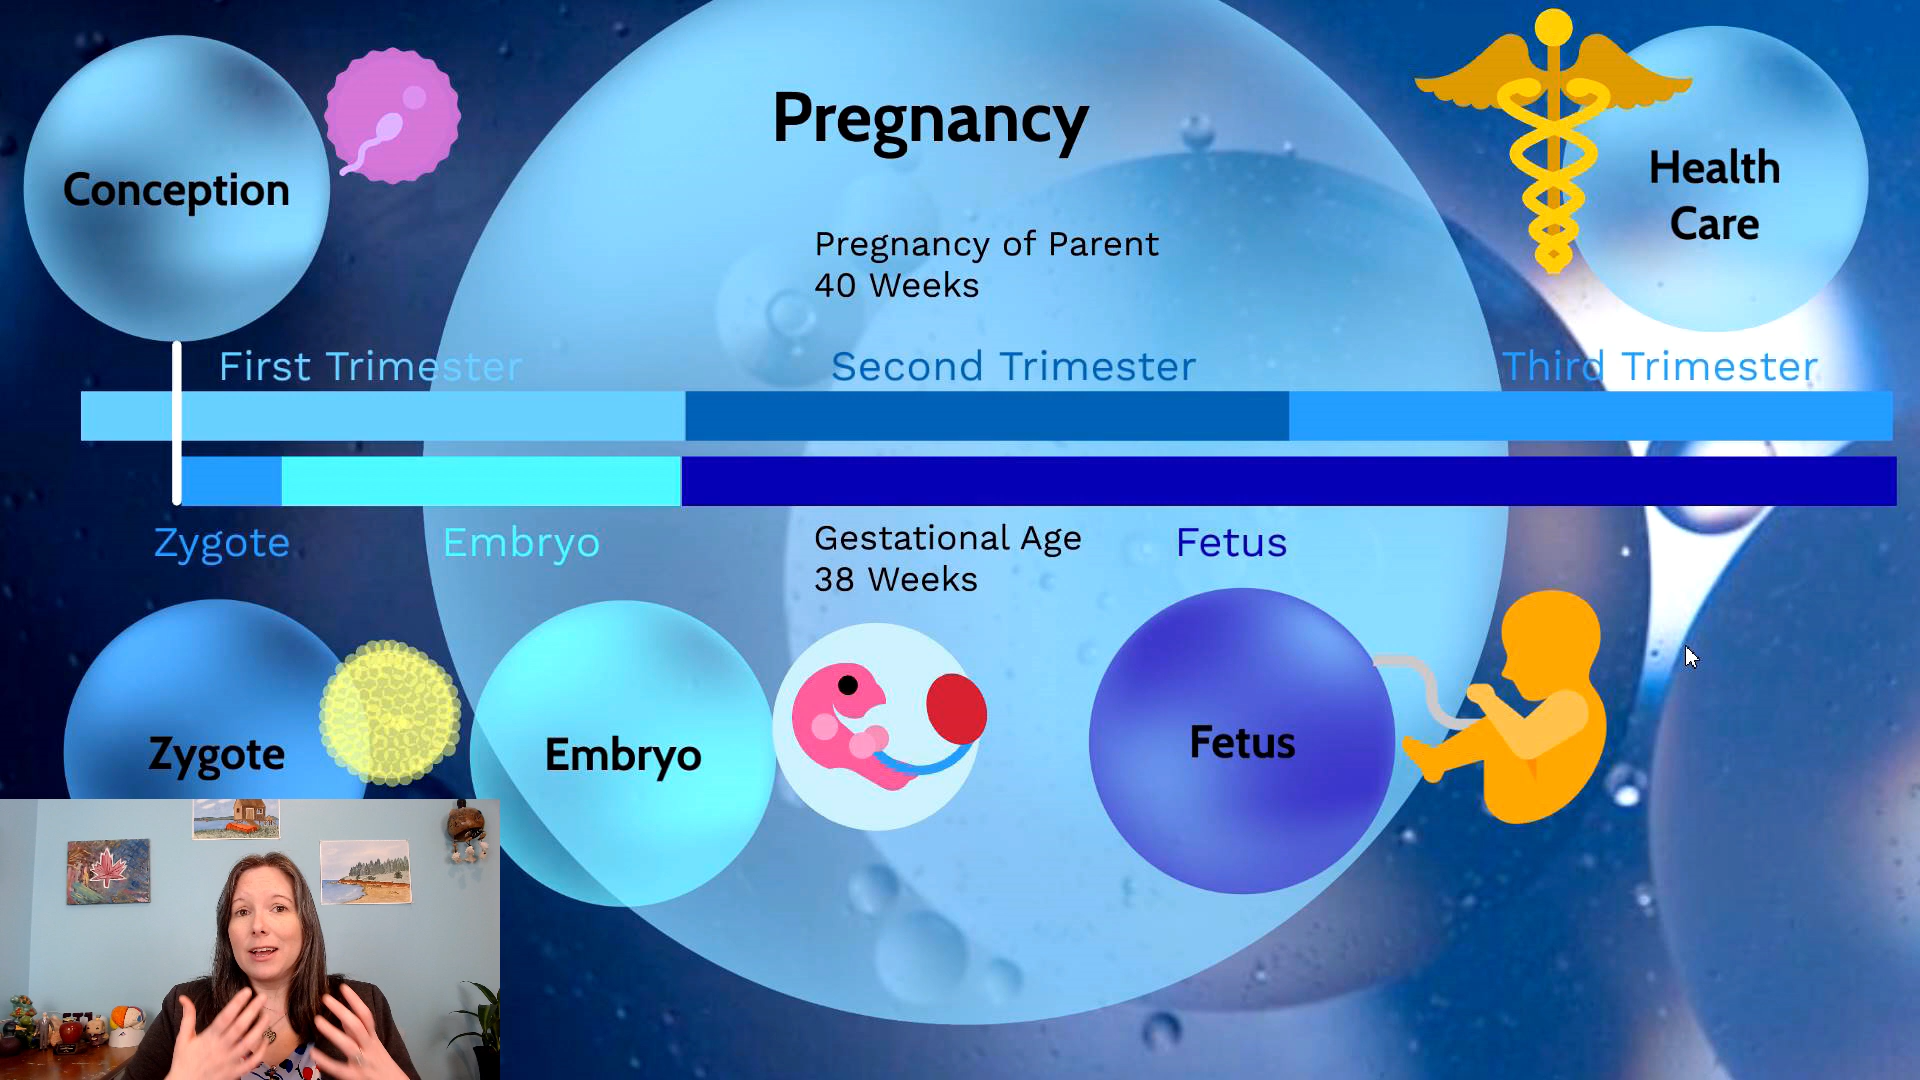 Pregnancy
Conception
Health
Care
Pregnancy of Parent
40 Weeks
First Trimester
Second Trimester
Third Trimester
Zygote
Embryo
Gestational Age
38 Weeks
Fetus
Zygote
Embryo
Fetus